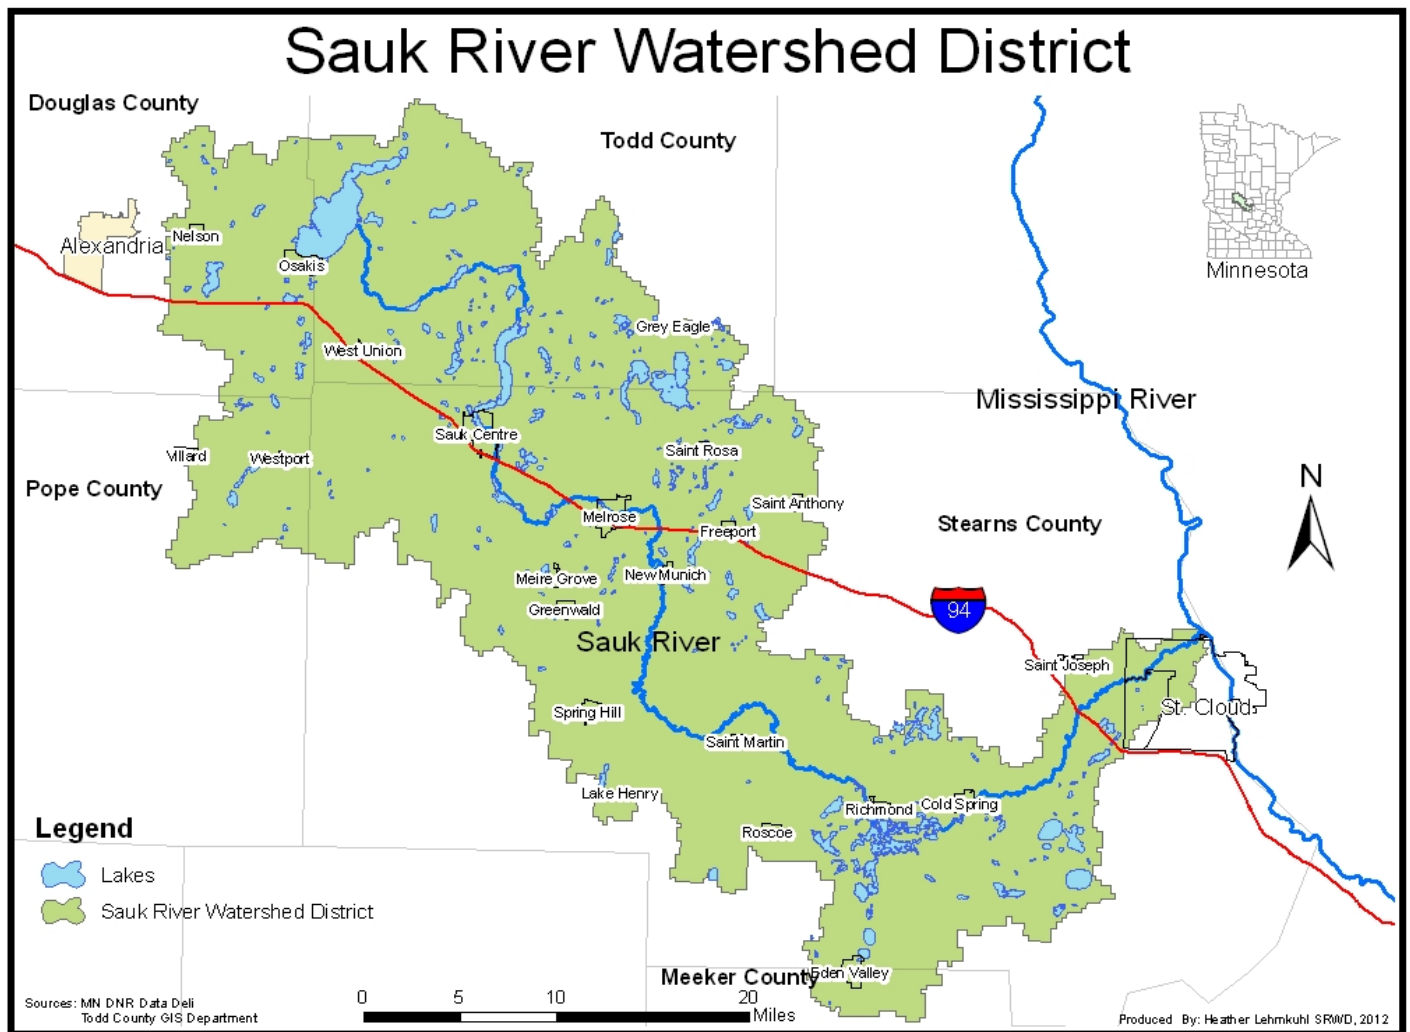 Sauk River Watershed District
Douglas County
Todd County
Alexandria
Nelson
Osakis
Minnesota
Grey Eagle
West Union
Mississippi River
Sauk Centre
Villard
Westport
Saint Rosa
Pope County
Saint Anthony
Melrose
Freeport
Stearns County
N
Meire Grove
New Munich
Greenwald
94
Sauk River
Saint Joseph
Spring Hill
Saint Martin
St. Cloud
Lake Henry
Richmond
Cold Spring
Roscoe
Legend
Lakes
Sauk River Watershed District
Meeker County
Eden Valley
Sources: MN DNR Data Deli
Todd County GIS Department
0 5 10 20
Miles
Produced By: Heather Lehmkuhl SRWD, 2012